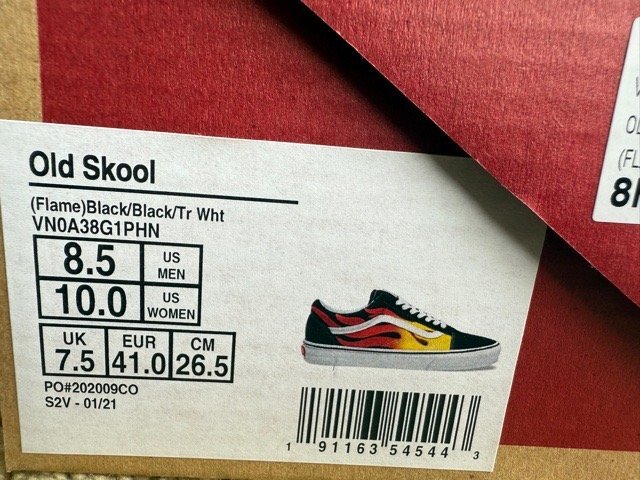 Old Skool
(Flame)Black/Black/Tr Wht
VN0A38G1PHN
8.5 US MEN
10.0 US WOMEN
UK EUR CM
7.5 41.0 26.5
PO#202009CO
S2V - 01/21
1 91163 54544 3
(FL